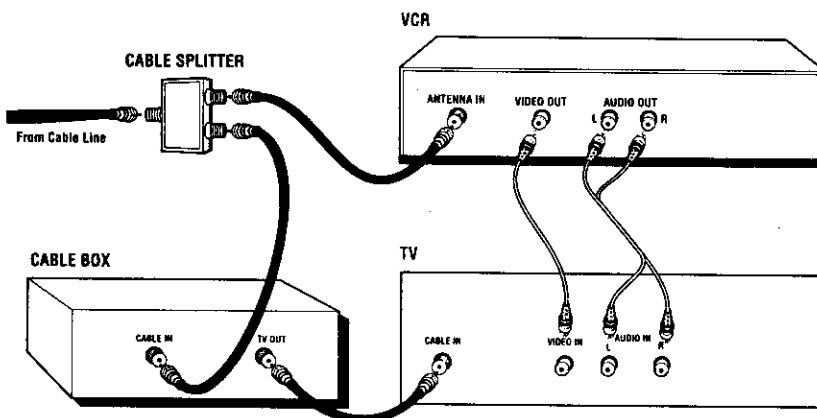 VCR
CABLE SPLITTER
ANTENNA IN
VIDEO OUT
AUDIO OUT
L
R
From Cable Line
CABLE BOX
TV
CABLE IN
TV OUT
CABLE IN
VIDEO IN
L
AUDIO IN
R